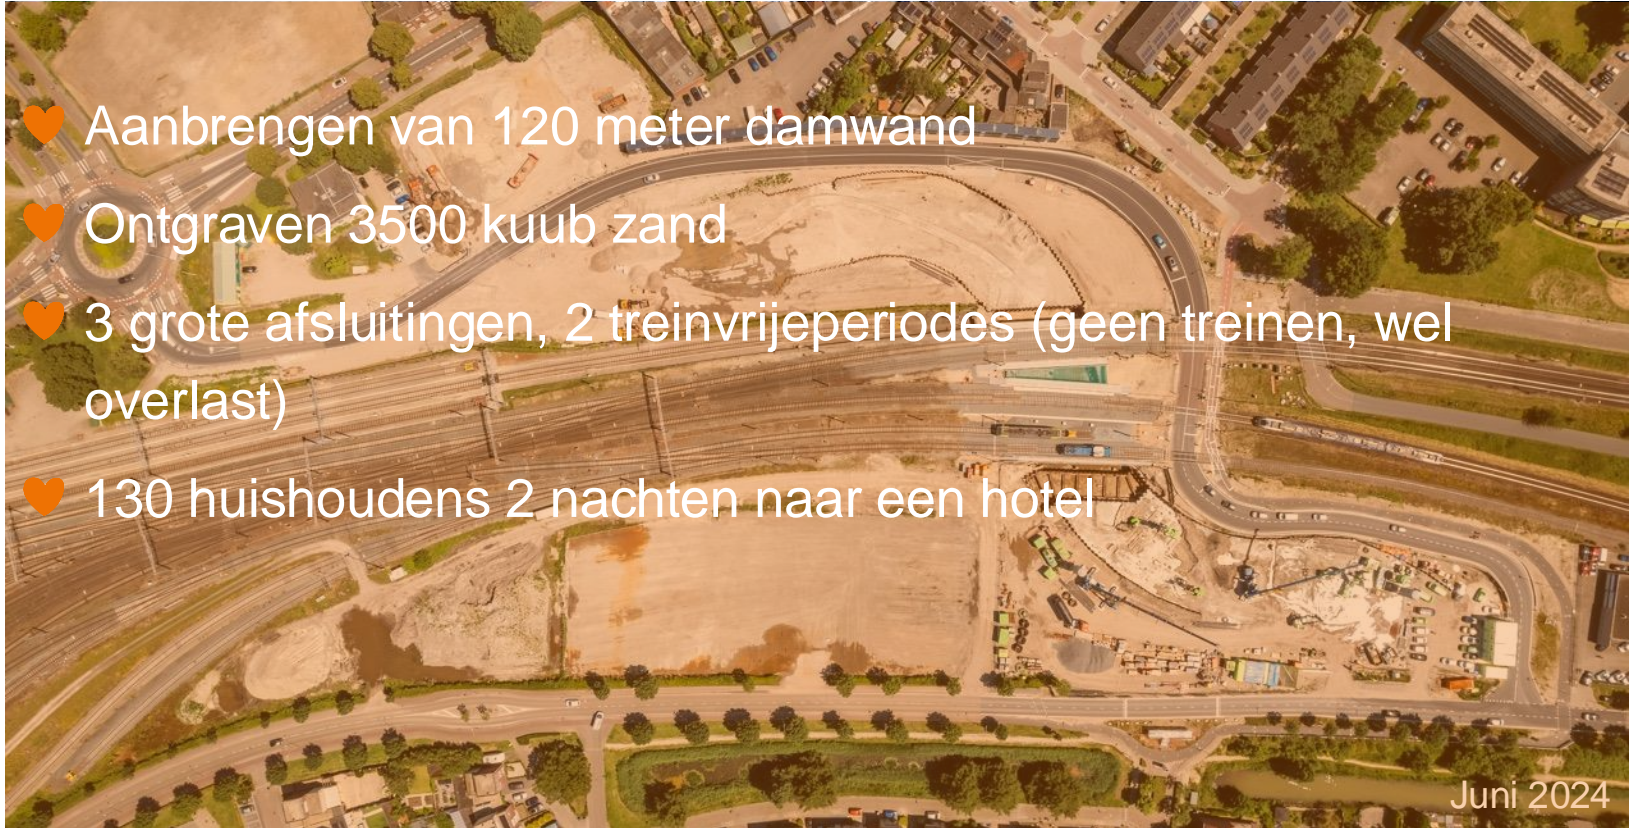 Aanbrengen van 120 meter damwand
Ontgraven 3500 kuub zand
3 grote afsluitingen, 2 treinvrijeperiodes (geen treinen, wel
overlast)
130 huishoudens 2 nachten naar een hotel
Juni 2024